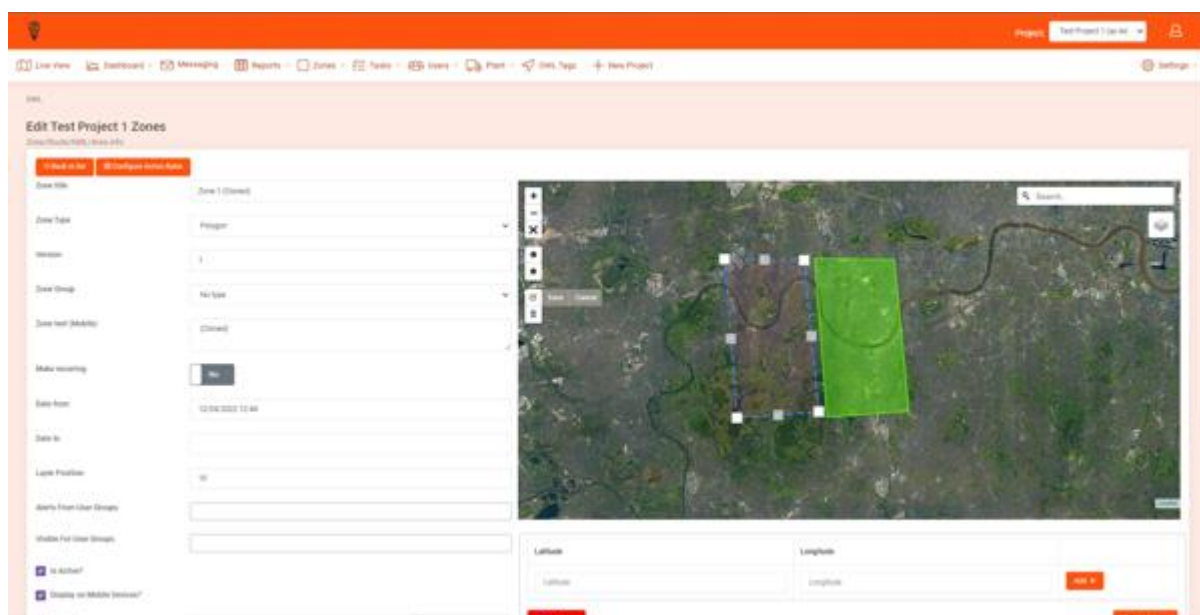 Project:
Test Project 1
Live View
Dashboard
Messaging
Reports
Zones
Tasks
Users
Plant
OWL Tags
New Project
Settings
Edit Test Project 1 Zones
Back to list
Configure Action Rules
Zone title
Zone 1 (Cloned)
Zone Type
Polygon
Version
Zone Group
No type
Zone text (Mobile)
(Cloned)
Make recurring
No
Date from
Date to
Layer Position
Alerts From User Groups
Visible For User Groups
Is Active?
Display on Mobile Devices?
Search...
Save
Cancel
Latitude
Longitude
Latitude
Longitude
Add